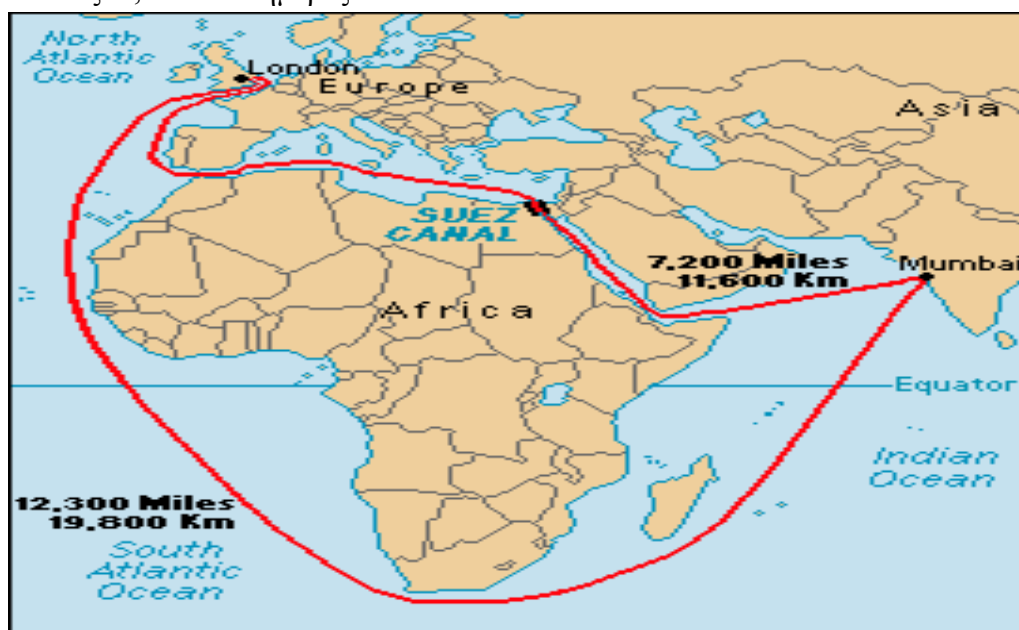 North
Atlantic
Ocean
London
Europe
Asia
SUEZ
CANAL
7,200 Miles
11,600 Km
Mumbai
Africa
Equator
Indian
Ocean
12,300 Miles
19,800 Km
South
Atlantic
Ocean